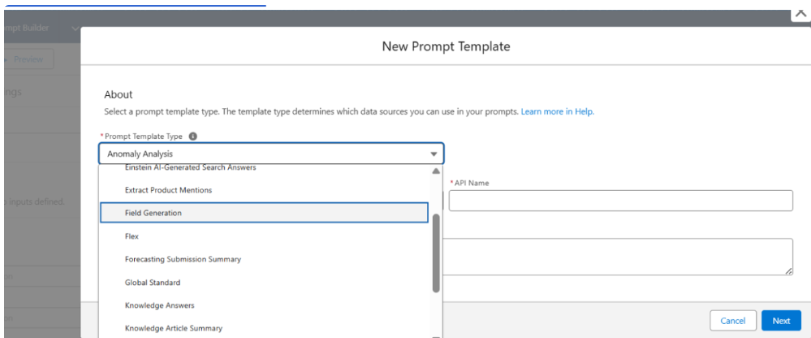 mpt Builder
Preview
New Prompt Template
ngs
About
Select a prompt template type. The template type determines which data sources you can use in your prompts. Learn more in Help.
* Prompt Template Type
Anomaly Analysis
Einstein AI-Generated Search Answers
Extract Product Mentions
* API Name
inputs defined.
Field Generation
Flex
Forecasting Submission Summary
Global Standard
Knowledge Answers
Knowledge Article Summary
Cancel
Next